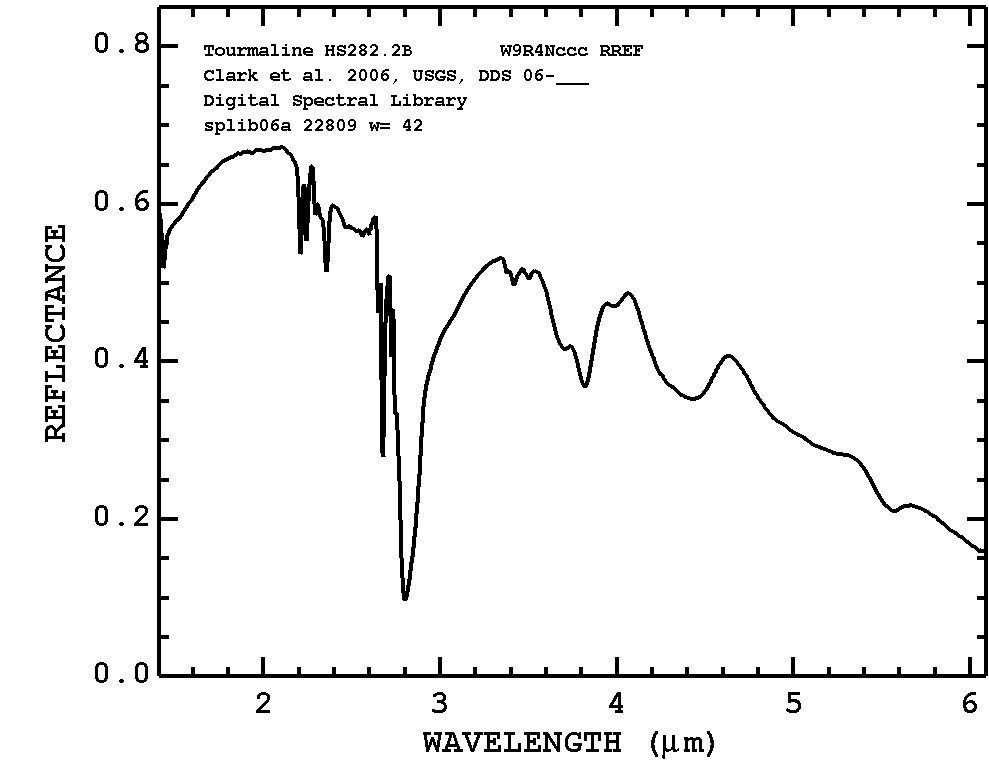 0.8
0.6
0.4
0.2
0.0
REFLECTANCE
Tourmaline HS282.2B W9R4Nccc RREF
Clark et al. 2006, USGS, DDS 06-___
Digital Spectral Library
splib06a 22809 w= 42
2 3 4 5 6
WAVELENGTH (μm)